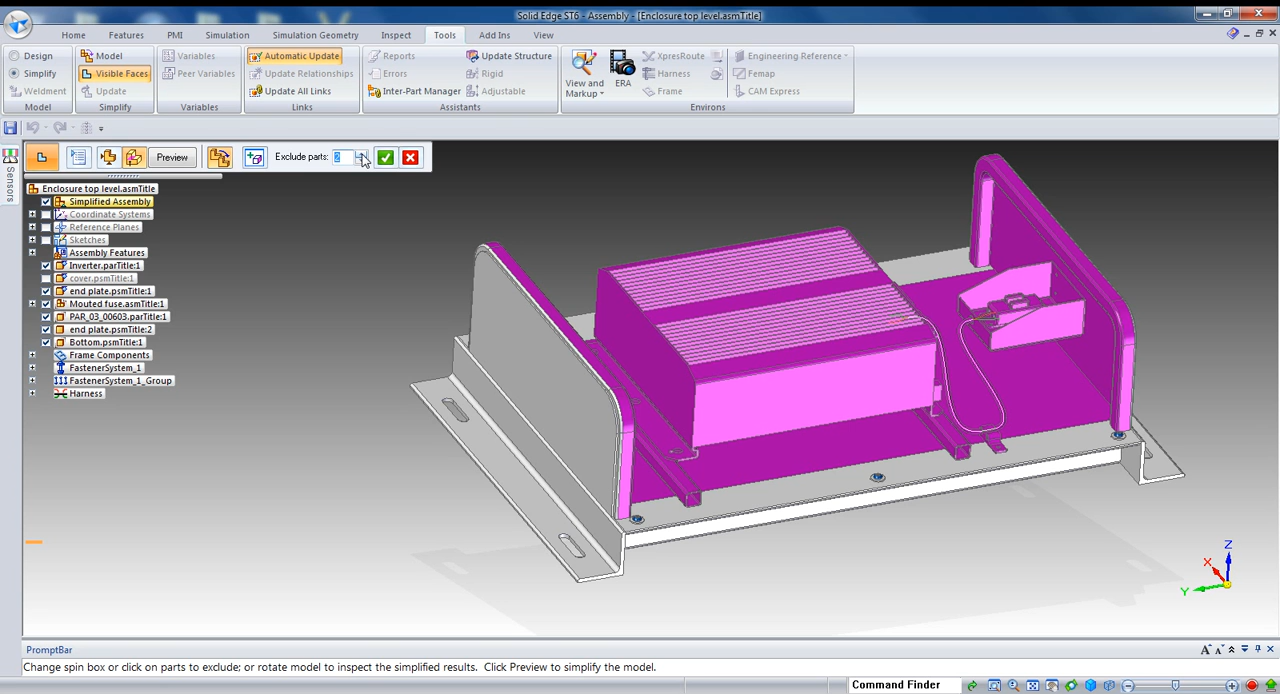 Solid Edge ST6 - Assembly - [Enclosure top level.asmTitle]
Home Features PMI Simulation Simulation Geometry Inspect Tools Add Ins View
Design Model Variables Automatic Update Reports Update Structure XpresRoute Engineering Reference
Simplify Visible Faces Peer Variables Update Relationships Errors Rigid View and Markup ERA Harness Femap
Weldment Update Update All Links Inter-Part Manager Adjustable Frame CAM Express
Model Simplify Variables Links Assistants Environs
Preview Exclude parts: 2
Sensors
Enclosure top level.asmTitle
Simplified Assembly
Coordinate Systems
Reference Planes
Sketches
Assembly Features
Inverter.parTitle:1
cover.psmTitle:1
end plate.psmTitle:1
Mouted fuse.asmTitle:1
PAR_03_00603.parTitle:1
end plate.psmTitle:2
Bottom.psmTitle:1
Frame Components
FastenerSystem_1
FastenerSystem_1_Group
Harness
Z
X
Y
PromptBar
Change spin box or click on parts to exclude; or rotate model to inspect the simplified results. Click Preview to simplify the model.
Command Finder